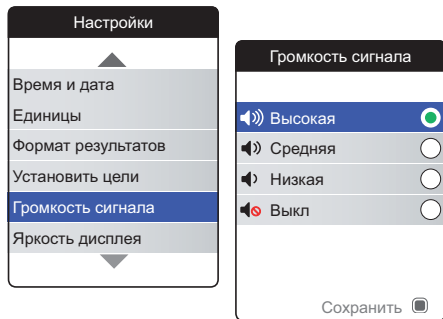 Настройки
Время и дата
Единицы
Формат результатов
Установить цели
Громкость сигнала
Яркость дисплея
Громкость сигнала
Высокая
Средняя
Низкая
Выкл
Сохранить